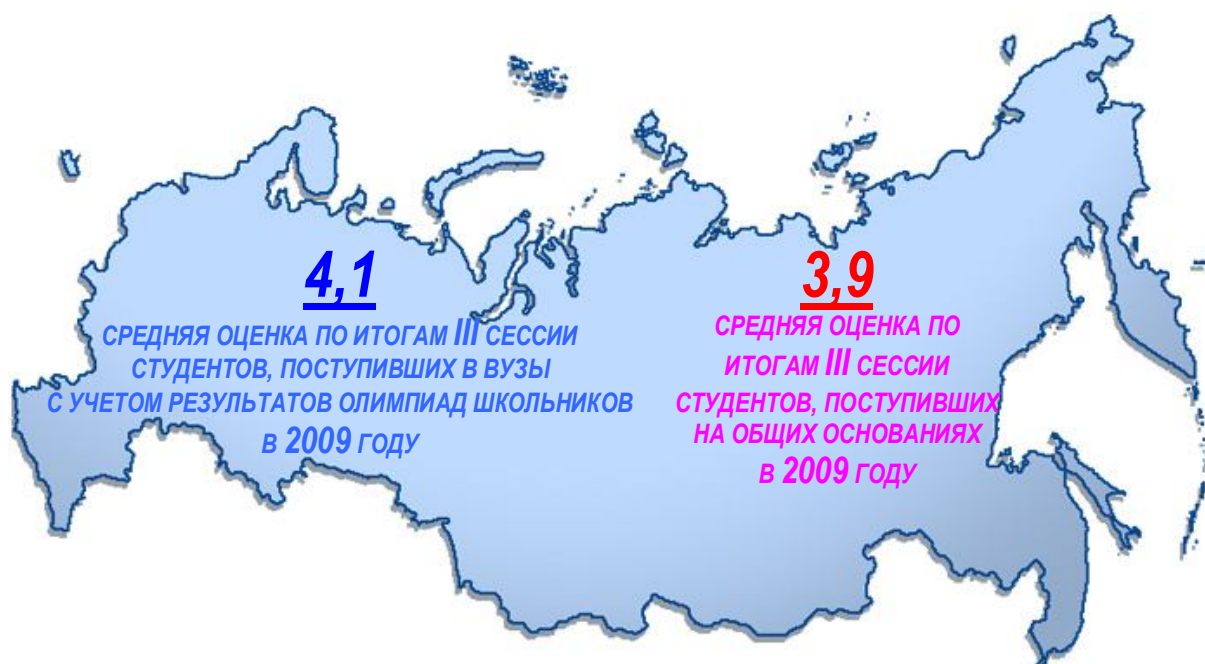 4,1
СРЕДНЯЯ ОЦЕНКА ПО ИТОГАМ III СЕССИИ
СТУДЕНТОВ, ПОСТУПИВШИХ В ВУЗЫ
С УЧЕТОМ РЕЗУЛЬТАТОВ ОЛИМПИАД ШКОЛЬНИКОВ
В 2009 ГОДУ
3,9
СРЕДНЯЯ ОЦЕНКА ПО
ИТОГАМ III СЕССИИ
СТУДЕНТОВ, ПОСТУПИВШИХ
НА ОБЩИХ ОСНОВАНИЯХ
В 2009 ГОДУ